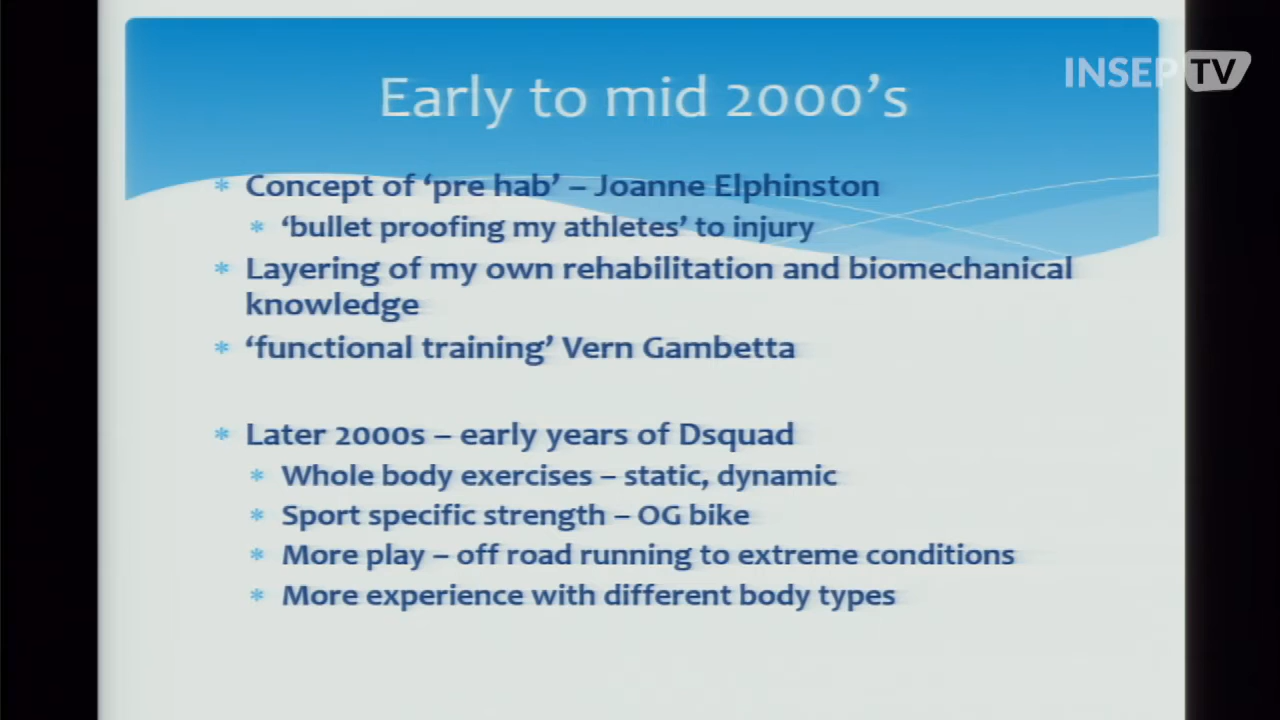 INSEP TV
Early to mid 2000's
* Concept of 'pre hab' – Joanne Elphinston
* 'bullet proofing my athletes' to injury
* Layering of my own rehabilitation and biomechanical
knowledge
* 'functional training' Vern Gambetta
* Later 2000s – early years of Dsquad
* Whole body exercises – static, dynamic
* Sport specific strength – OG bike
* More play – off road running to extreme conditions
* More experience with different body types